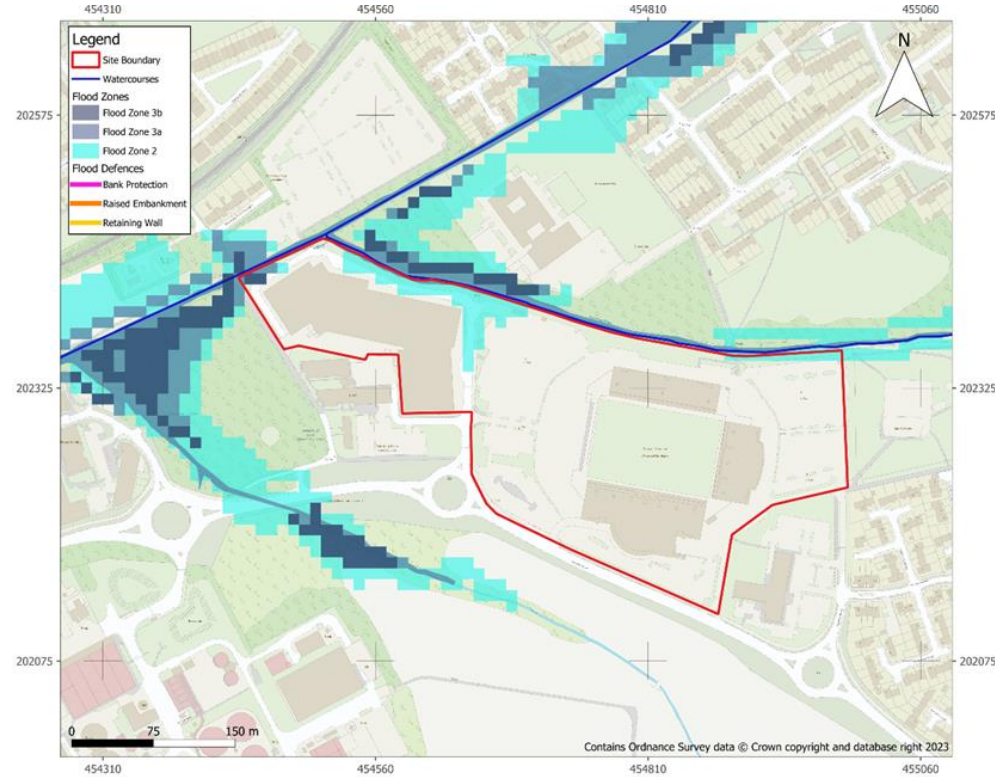 454310 454560 454810 455060
Legend
Site Boundary
Watercourses
Flood Zones
Flood Zone 3b
Flood Zone 3a
Flood Zone 2
Flood Defences
Bank Protection
Raised Embankment
Retaining Wall
N
202575 202575
202325 202325
202075 202075
0 75 150 m
Contains Ordnance Survey data © Crown copyright and database right 2023
454310 454560 454810 455060